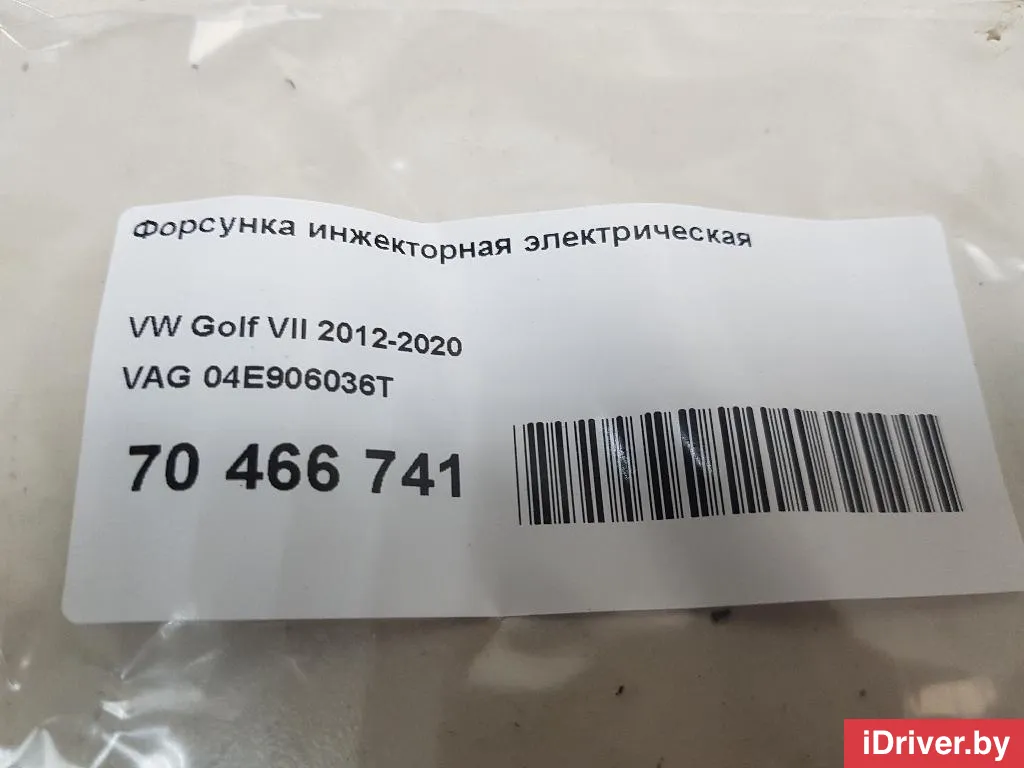 Форсунка инжекторная электрическая
VW Golf VII 2012-2020
VAG 04E906036T
70 466 741
iDriver.by